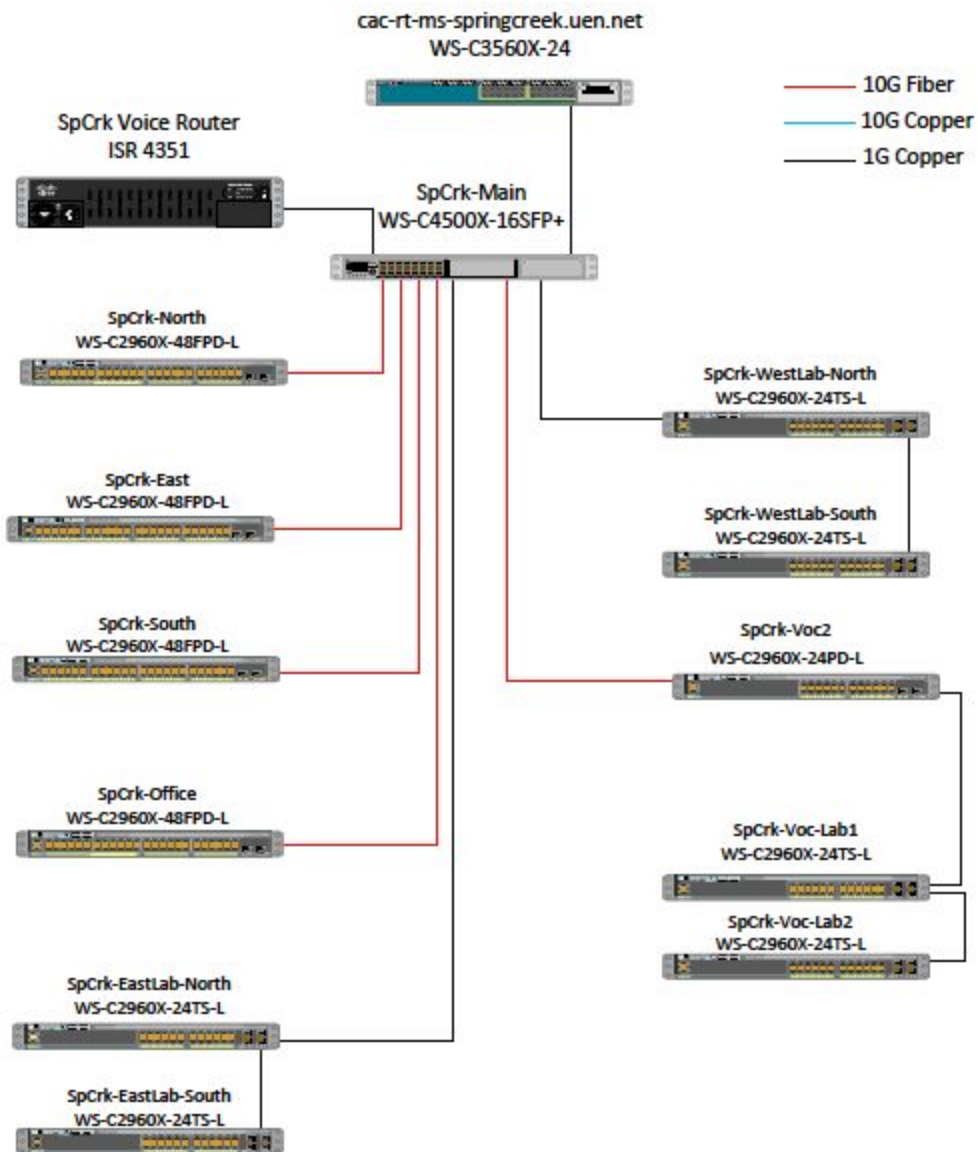 cac-rt-ms-springcreek.uen.net
WS-C3560X-24
10G Fiber
10G Copper
1G Copper
SpCrk Voice Router
ISR 4351
SpCrk-Main
WS-C4500X-16SFP+
SpCrk-North
WS-C2960X-48FPD-L
SpCrk-WestLab-North
WS-C2960X-24TS-L
SpCrk-East
WS-C2960X-48FPD-L
SpCrk-WestLab-South
WS-C2960X-24TS-L
SpCrk-South
WS-C2960X-48FPD-L
SpCrk-Voc2
WS-C2960X-24PD-L
SpCrk-Office
WS-C2960X-48FPD-L
SpCrk-Voc-Lab1
WS-C2960X-24TS-L
SpCrk-Voc-Lab2
WS-C2960X-24TS-L
SpCrk-EastLab-North
WS-C2960X-24TS-L
SpCrk-EastLab-South
WS-C2960X-24TS-L